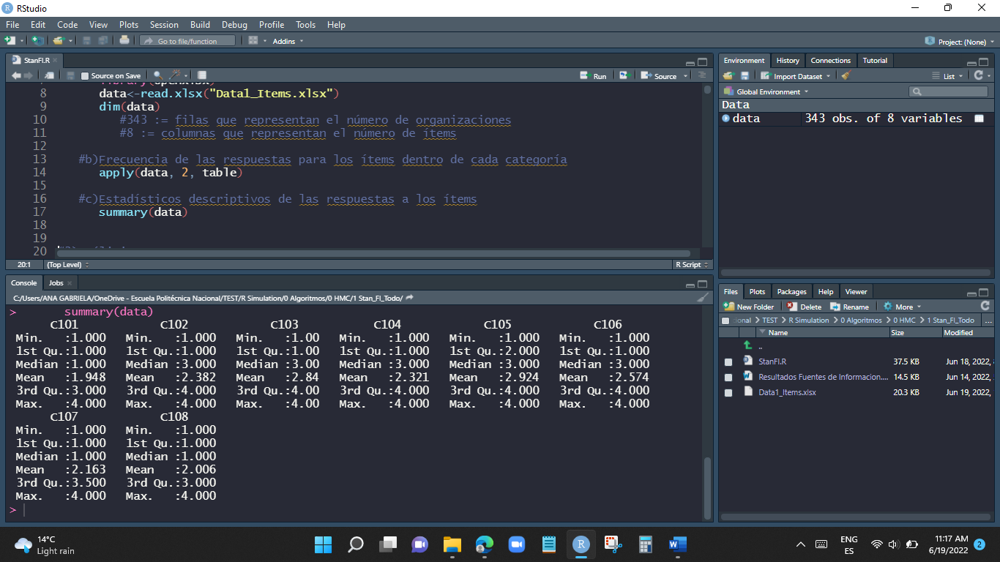 RStudio
File Edit Code View Plots Session Build Debug Profile Tools Help
Go to file/function Addins Project: (None)
StanFI.R
Source on Save Run Source
8 data<-read.xlsx("Data1_Items.xlsx")
9 dim(data)
10 #343 := filas que representan el número de organizaciones
11 #8 := columnas que representan el número de ítems
12
13 #b)Frecuencia de las respuestas para los ítems dentro de cada categoría
14 apply(data, 2, table)
15
16 #c)Estadísticos descriptivos de las respuestas a los ítems
17 summary(data)
18
19
20
20:1 (Top Level) R Script
Console Jobs
C:/Users/ANA GABRIELA/OneDrive - Escuela Politécnica Nacional/TEST/R Simulation/0 Algoritmos/0 HMC/1 Stan_FI_Todo/
> summary(data)
c101 c102 c103 c104 c105 c106
Min. :1.000 Min. :1.000 Min. :1.00 Min. :1.000 Min. :1.000 Min. :1.000
1st Qu.:1.000 1st Qu.:1.000 1st Qu.:1.00 1st Qu.:1.000 1st Qu.:2.000 1st Qu.:1.000
Median :1.000 Median :3.000 Median :3.00 Median :3.000 Median :3.000 Median :3.000
Mean :1.948 Mean :2.382 Mean :2.84 Mean :2.321 Mean :2.924 Mean :2.574
3rd Qu.:3.000 3rd Qu.:4.000 3rd Qu.:4.00 3rd Qu.:4.000 3rd Qu.:4.000 3rd Qu.:4.000
Max. :4.000 Max. :4.000 Max. :4.00 Max. :4.000 Max. :4.000 Max. :4.000
c107 c108
Min. :1.000 Min. :1.000
1st Qu.:1.000 1st Qu.:1.000
Median :1.000 Median :1.000
Mean :2.163 Mean :2.006
3rd Qu.:3.500 3rd Qu.:3.000
Max. :4.000 Max. :4.000
>
Environment History Connections Tutorial
Import Dataset List
Global Environment
Data
data 343 obs. of 8 variables
Files Plots Packages Help Viewer
New Folder Delete Rename More
onal > TEST > R Simulation > 0 Algoritmos > 0 HMC > 1 Stan_FI_Todo ...
Name Size Modified
..
StanFI.R 37.5 KB Jun 18, 2022,
Resultados Fuentes de Informacion.... 14.5 KB Jun 14, 2022,
Data1_Items.xlsx 20.3 KB Jun 19, 2022,
14°C
Light rain
ENG
ES
11:17 AM
6/19/2022
2